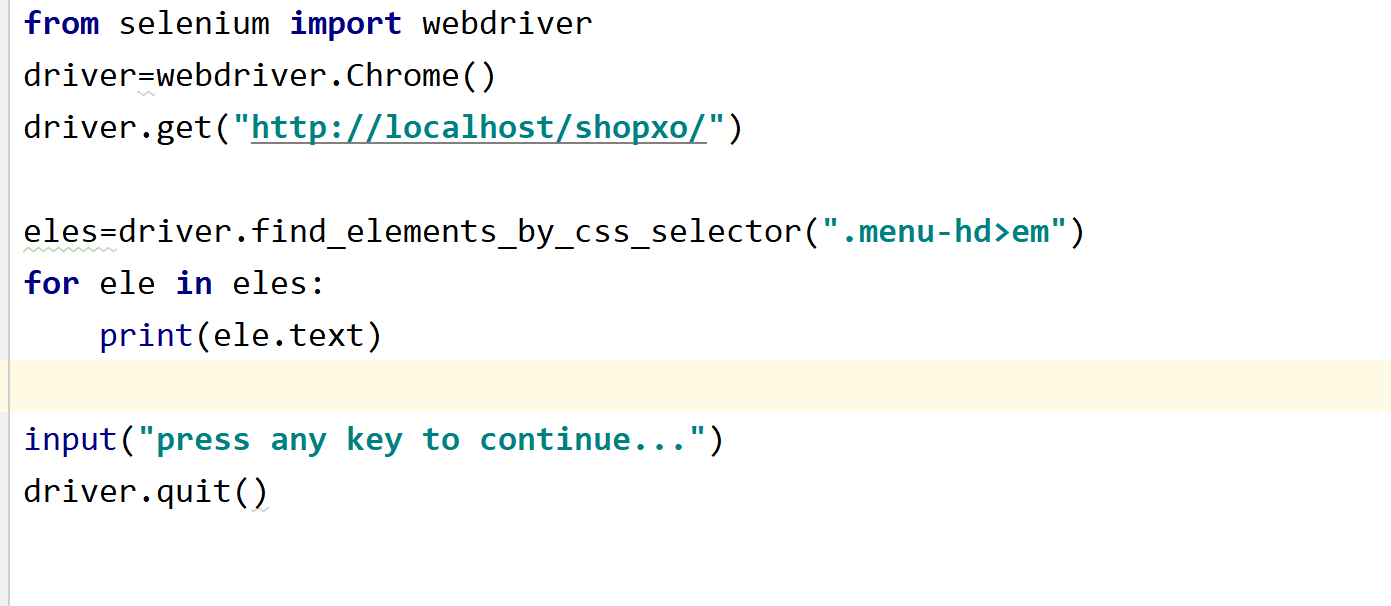 from selenium import webdriver
driver=webdriver.Chrome()
driver.get("http://localhost/shopxo/")
eles=driver.find_elements_by_css_selector(".menu-hd>em")
for ele in eles:
    print(ele.text)
input("press any key to continue...")
driver.quit()